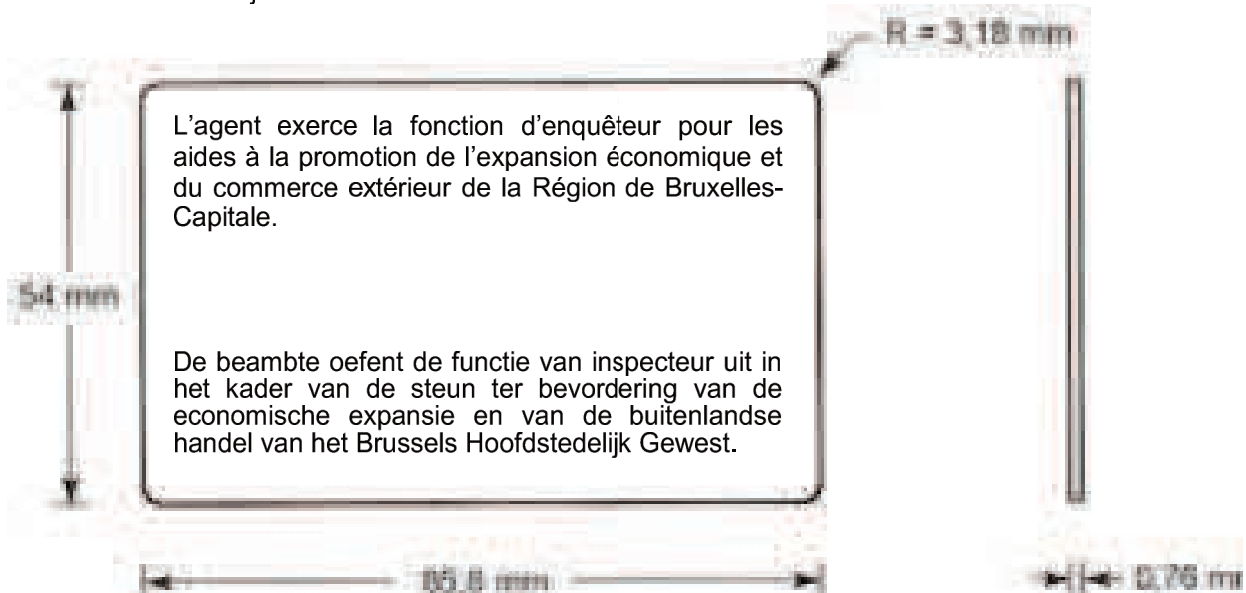 R = 3,18 mm
L’agent exerce la fonction d’enquêteur pour les
aides à la promotion de l’expansion économique et
du commerce extérieur de la Région de Bruxelles-
Capitale.
54 mm
De beambte oefent de functie van inspecteur uit in
het kader van de steun ter bevordering van de
economische expansie en van de buitenlandse
handel van het Brussels Hoofdstedelijk Gewest.
85,6 mm
0,76